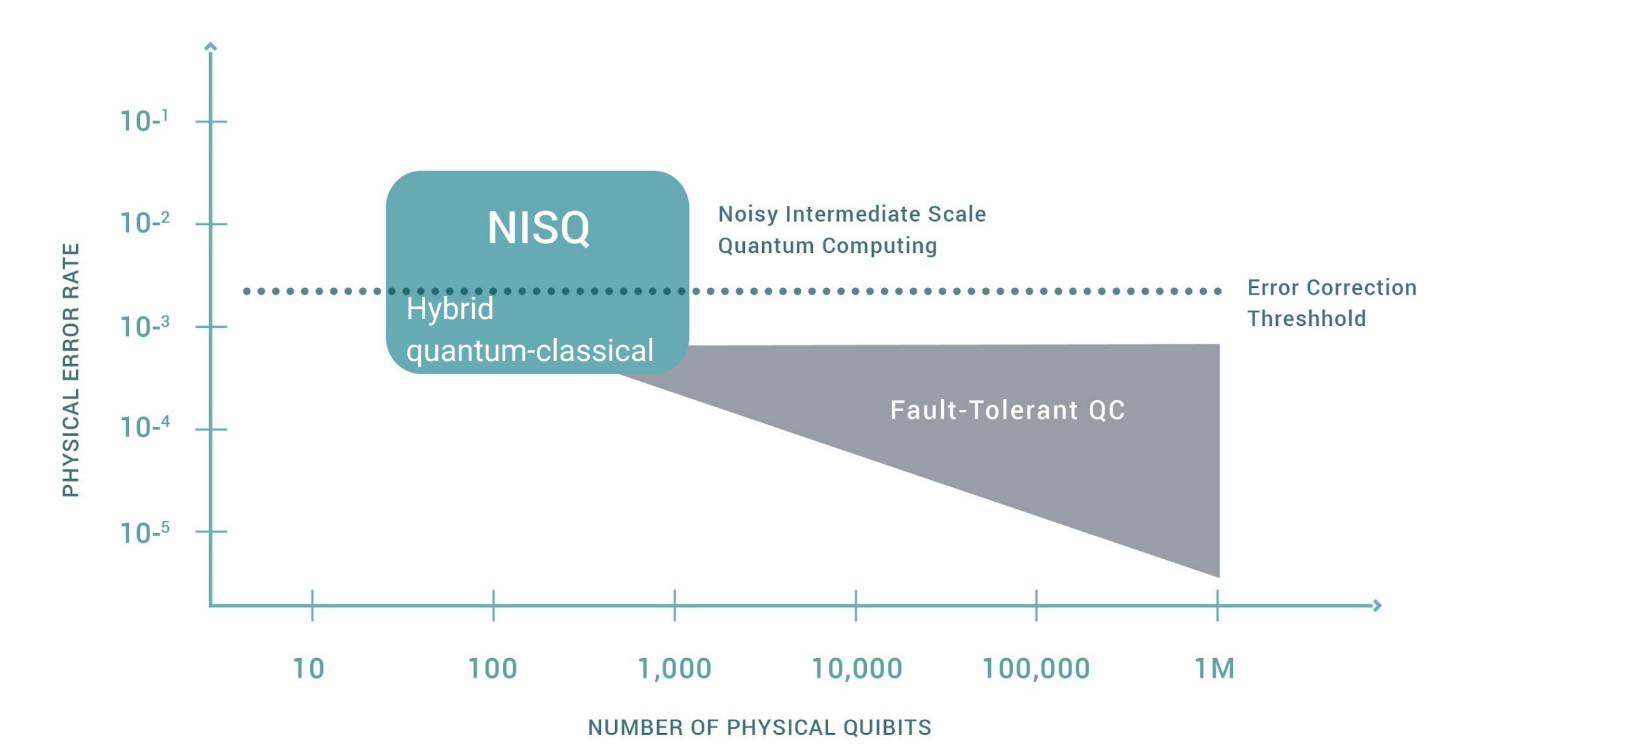 10-¹
10-²
10-³
10-⁴
10-⁵
PHYSICAL ERROR RATE
NISQ
Hybrid
quantum-classical
Noisy Intermediate Scale
Quantum Computing
Error Correction
Threshhold
Fault-Tolerant QC
10
100
1,000
10,000
100,000
1M
NUMBER OF PHYSICAL QUIBITS